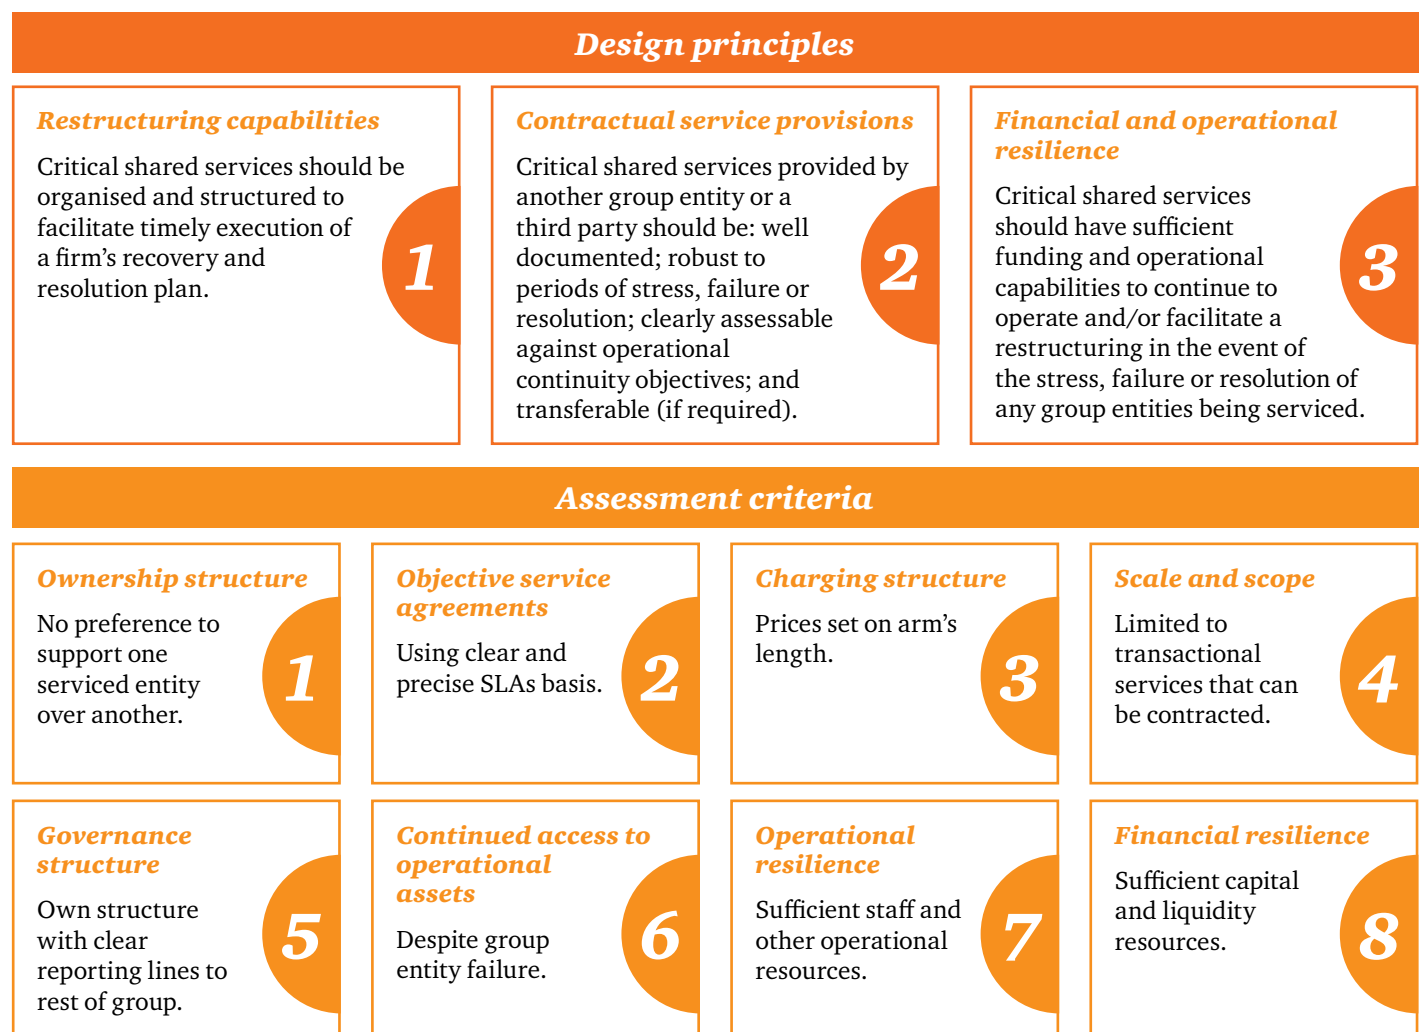 Design principles
Restructuring capabilities
Critical shared services should be
organised and structured to
facilitate timely execution of
a firm's recovery and
resolution plan.
1
Contractual service provisions
Critical shared services provided by
another group entity or a
third party should be: well
documented; robust to
periods of stress, failure or
resolution; clearly assessable
against operational
continuity objectives; and
transferable (if required).
2
Financial and operational
resilience
Critical shared services
should have sufficient
funding and operational
capabilities to continue to
operate and/or facilitate a
restructuring in the event of
the stress, failure or resolution of
any group entities being serviced.
3
Assessment criteria
Ownership structure
No preference to
support one
serviced entity
over another.
1
Objective service
agreements
Using clear and
precise SLAs basis.
2
Charging structure
Prices set on arm's
length.
3
Scale and scope
Limited to
transactional
services that can
be contracted.
4
Governance
structure
Own structure
with clear
reporting lines to
rest of group.
5
Continued access to
operational
assets
Despite group
entity failure.
6
Operational
resilience
Sufficient staff and
other operational
resources.
7
Financial resilience
Sufficient capital
and liquidity
resources.
8